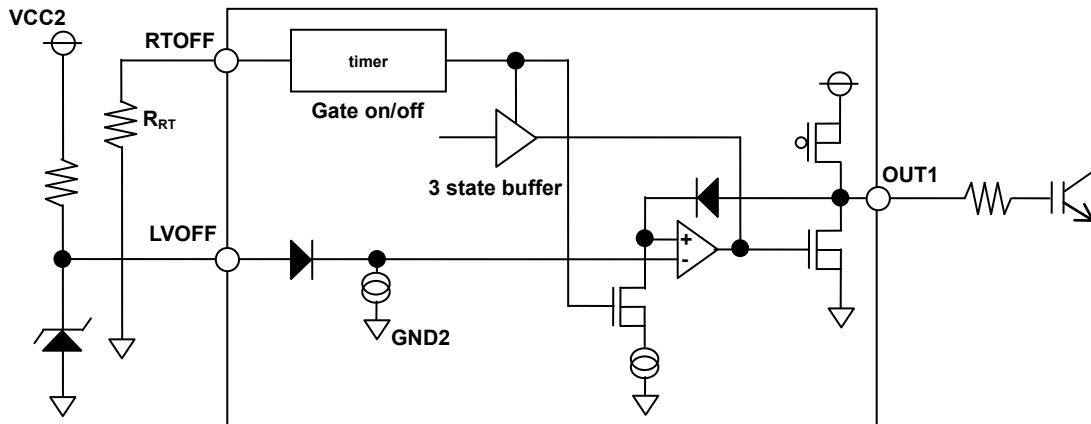 VCC2
RTOFF
timer
Gate on/off
RRT
3 state buffer
OUT1
LVOFF
+
-
GND2